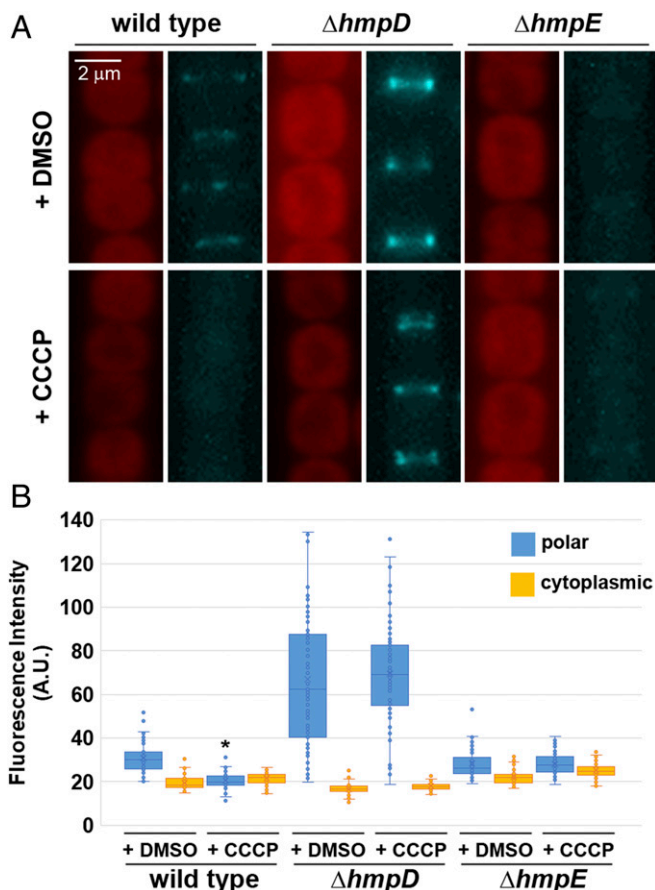 A
wild type ΔhmpD ΔhmpE
2 μm
+ DMSO
+ CCCP
B
140
120
100
80
60
40
20
0
Fluorescence Intensity
(A.U.)
polar
cytoplasmic
*
+ DMSO + CCCP + DMSO + CCCP + DMSO + CCCP
wild type ΔhmpD ΔhmpE